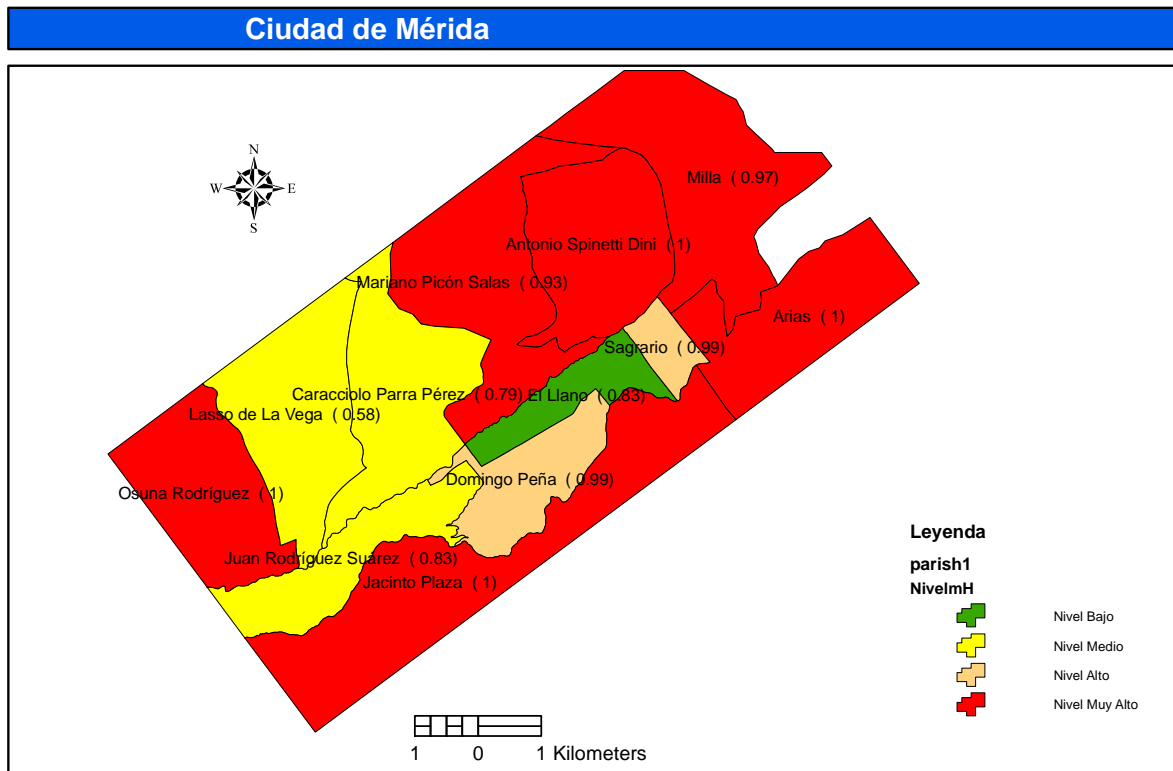 Ciudad de Mérida
N
W E
S
Milla ( 0.97)
Antonio Spinetti Dini ( 1)
Mariano Picón Salas ( 0.93)
Arias ( 1)
Sagrario ( 0.99)
Caracciolo Parra Pérez ( 0.79)
El Llano ( 0.83)
Lasso de La Vega ( 0.58)
Domingo Peña ( 0.99)
Osuna Rodríguez ( 1)
Juan Rodríguez Suárez ( 0.83)
Jacinto Plaza ( 1)
Leyenda
parish1
NivelmH
Nivel Bajo
Nivel Medio
Nivel Alto
Nivel Muy Alto
1 0 1 Kilometers